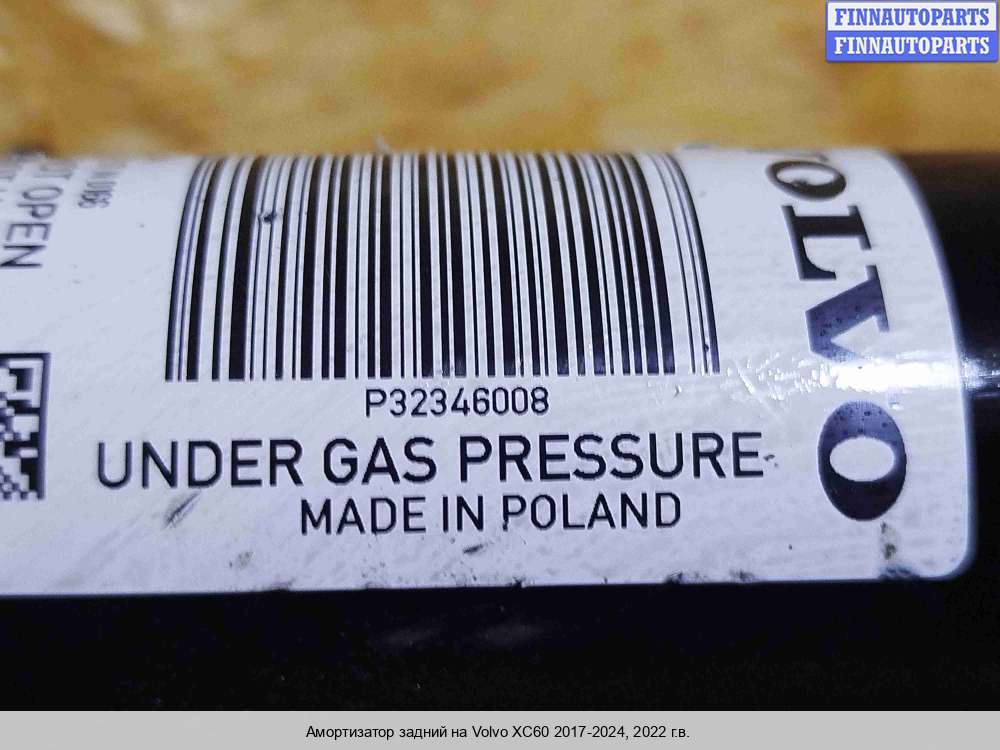 FINNAUTOPARTS
FINNAUTOPARTS
OPEN
VOLVO
P32346008
UNDER GAS PRESSURE
MADE IN POLAND
Амортизатор задний на Volvo XC60 2017-2024, 2022 г.в.